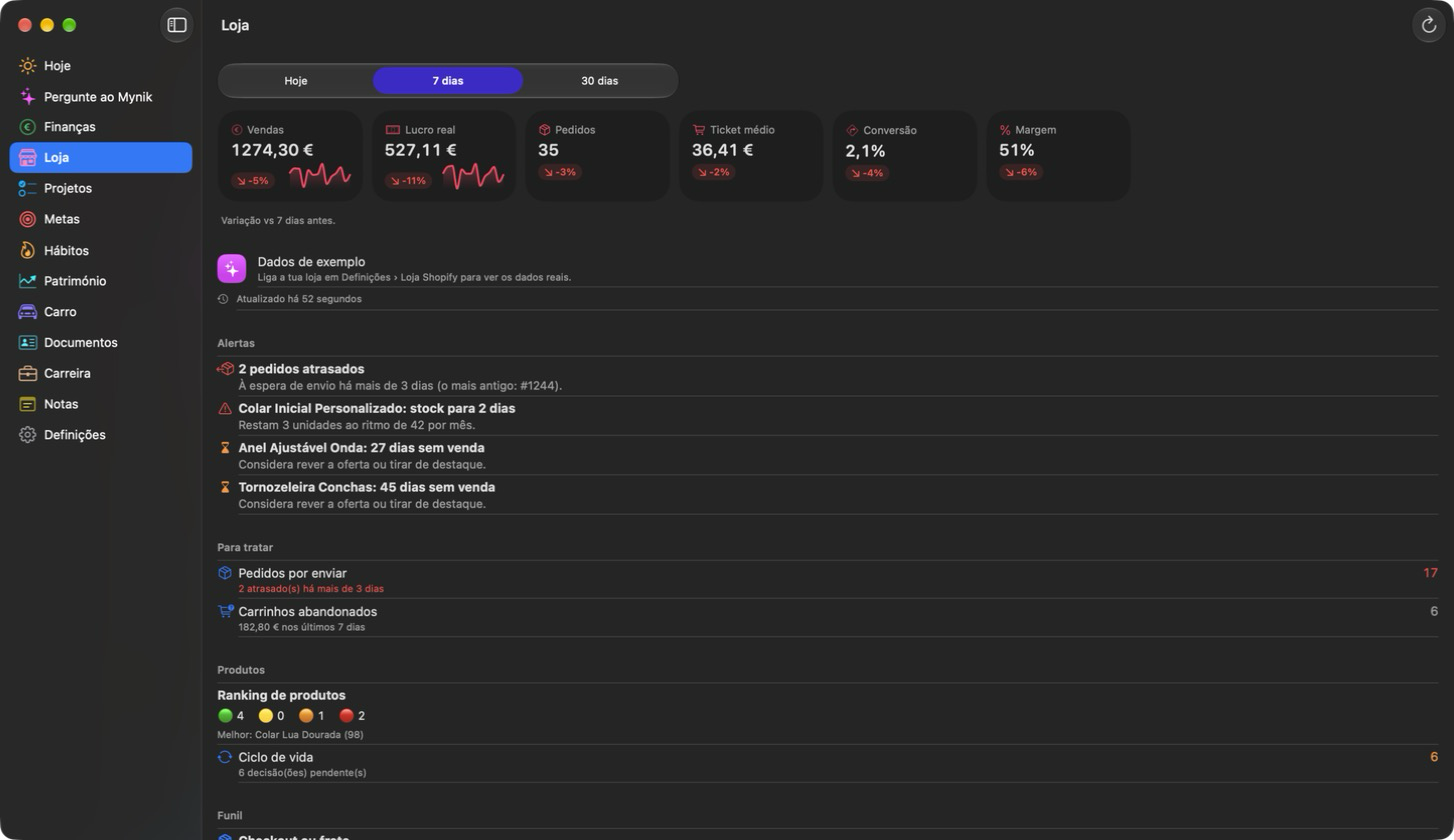 Loja
Hoje
Pergunte ao Mynik
Finanças
Loja
Projetos
Metas
Hábitos
Património
Carro
Documentos
Carreira
Notas
Definições
Hoje
7 dias
30 dias
Vendas
1274,30 €
-5%
Lucro real
527,11 €
-11%
Pedidos
35
-3%
Ticket médio
36,41 €
-2%
Conversão
2,1%
-4%
Margem
51%
-6%
Variação vs 7 dias antes.
Dados de exemplo
Liga a tua loja em Definições › Loja Shopify para ver os dados reais.
Atualizado há 52 segundos
Alertas
2 pedidos atrasados
À espera de envio há mais de 3 dias (o mais antigo: #1244).
Colar Inicial Personalizado: stock para 2 dias
Restam 3 unidades ao ritmo de 42 por mês.
Anel Ajustável Onda: 27 dias sem venda
Considera rever a oferta ou tirar de destaque.
Tornozeleira Conchas: 45 dias sem venda
Considera rever a oferta ou tirar de destaque.
Para tratar
Pedidos por enviar
17
2 atrasado(s) há mais de 3 dias
Carrinhos abandonados
6
182,80 € nos últimos 7 dias
Produtos
Ranking de produtos
4 0 1 2
Melhor: Colar Lua Dourada (98)
Ciclo de vida
6
6 decisão(ões) pendente(s)
Funil